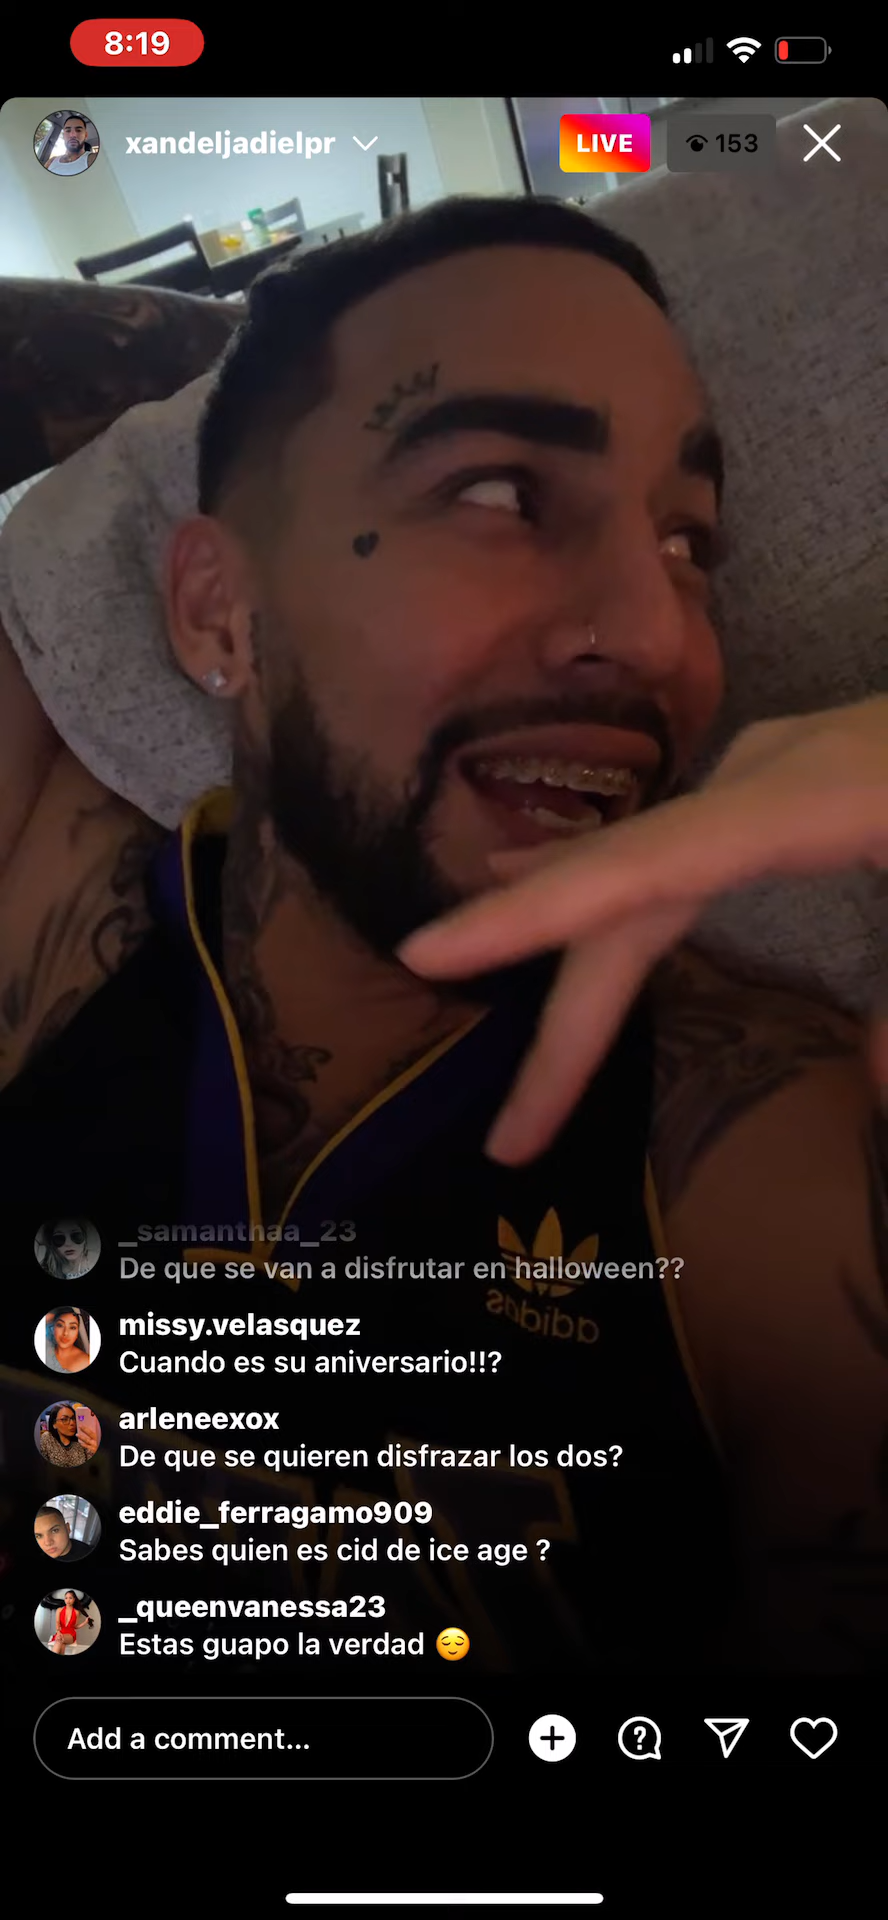 8:19
xandeljadielpr
LIVE
153
_samanthaa_23
De que se van a disfrutar en halloween??
adidas
missy.velasquez
Cuando es su aniversario!!?
arleneexox
De que se quieren disfrazar los dos?
eddie_ferragamo909
Sabes quien es cid de ice age ?
_queenvanessa23
Estas guapo la verdad 😌
Add a comment...